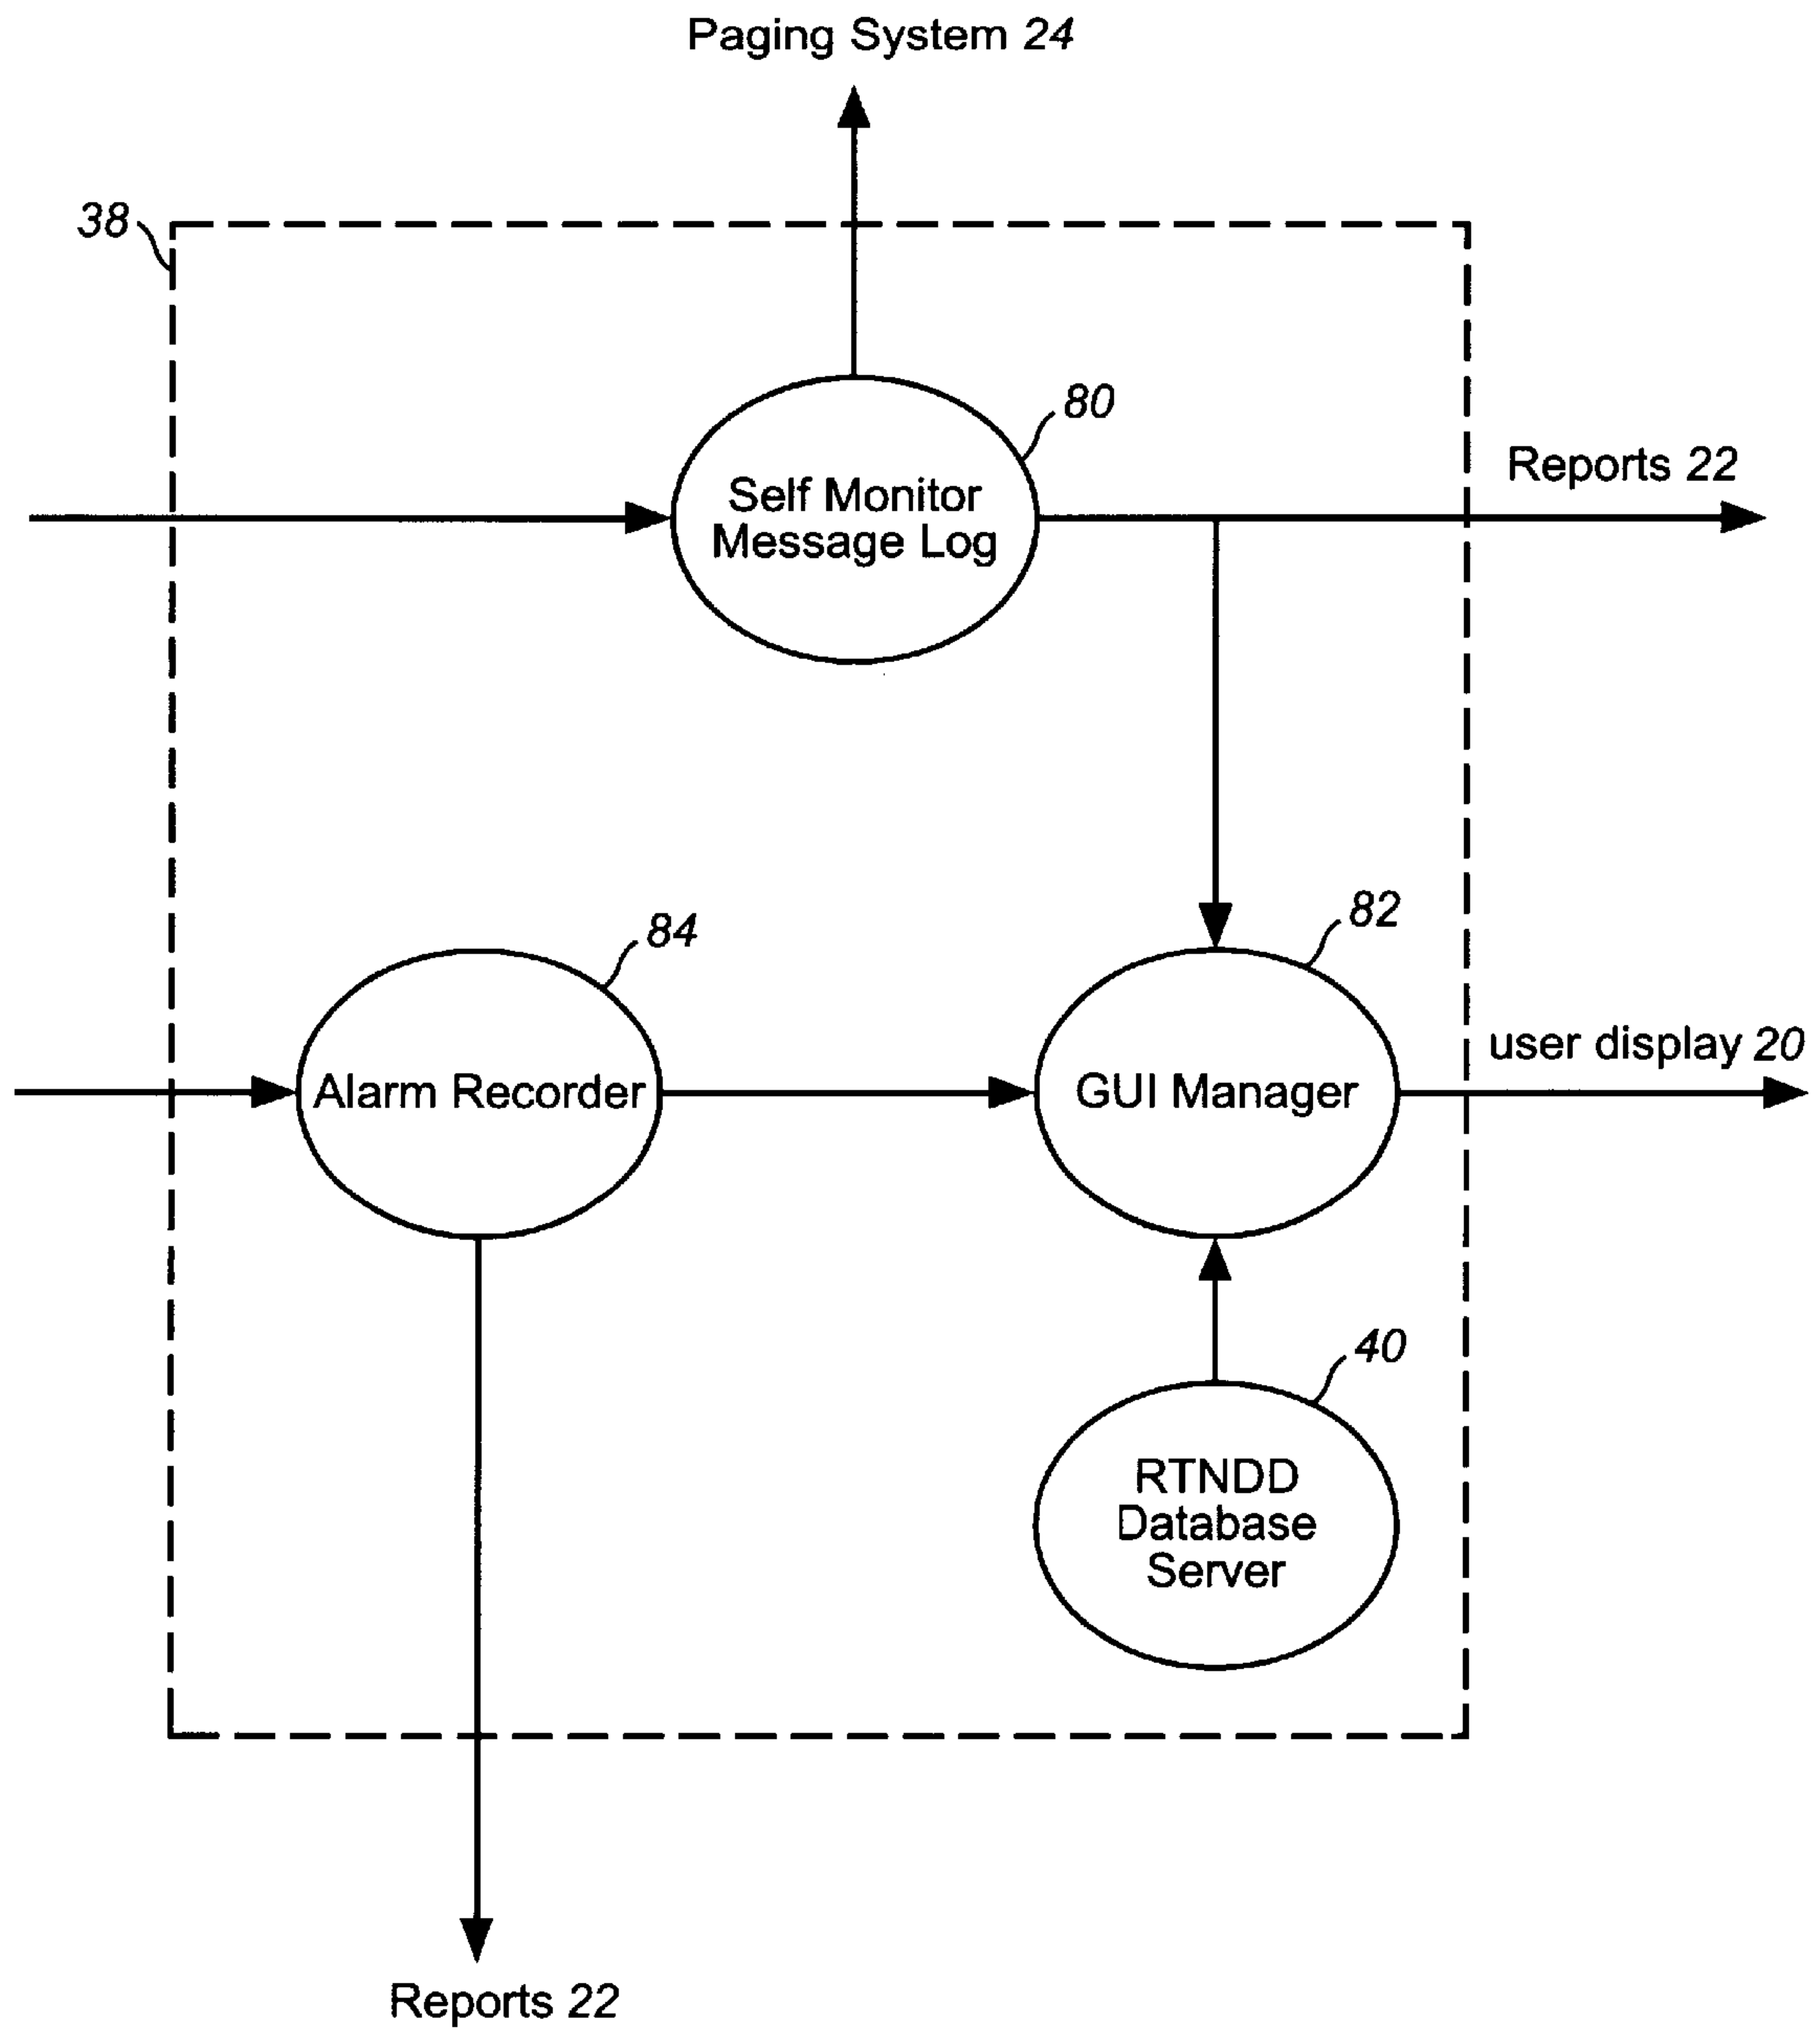 Paging System 24
38
80
Self Monitor
Message Log
Reports 22
84
82
Alarm Recorder
GUI Manager
user display 20
40
RTNDD
Database
Server
Reports 22